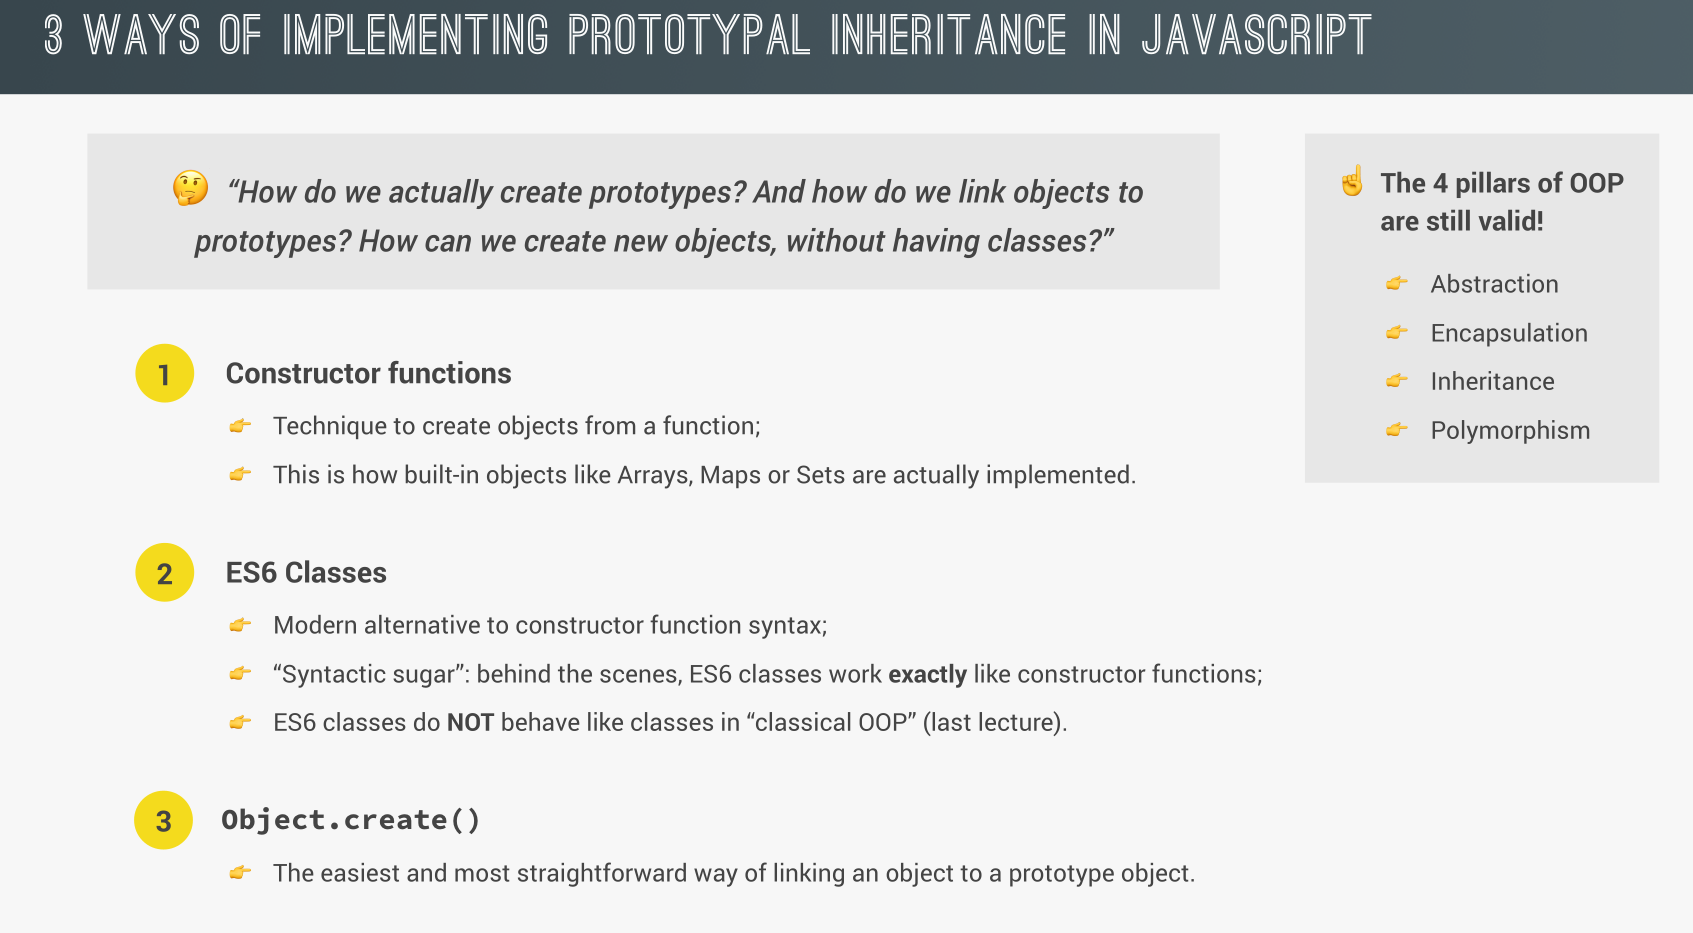 3 WAYS OF IMPLEMENTING PROTOTYPAL INHERITANCE IN JAVASCRIPT
“How do we actually create prototypes? And how do we link objects to
prototypes? How can we create new objects, without having classes?”
The 4 pillars of OOP
are still valid!
Abstraction
Encapsulation
Inheritance
Polymorphism
1 Constructor functions
Technique to create objects from a function;
This is how built-in objects like Arrays, Maps or Sets are actually implemented.
2 ES6 Classes
Modern alternative to constructor function syntax;
“Syntactic sugar”: behind the scenes, ES6 classes work exactly like constructor functions;
ES6 classes do NOT behave like classes in “classical OOP” (last lecture).
3 Object.create()
The easiest and most straightforward way of linking an object to a prototype object.